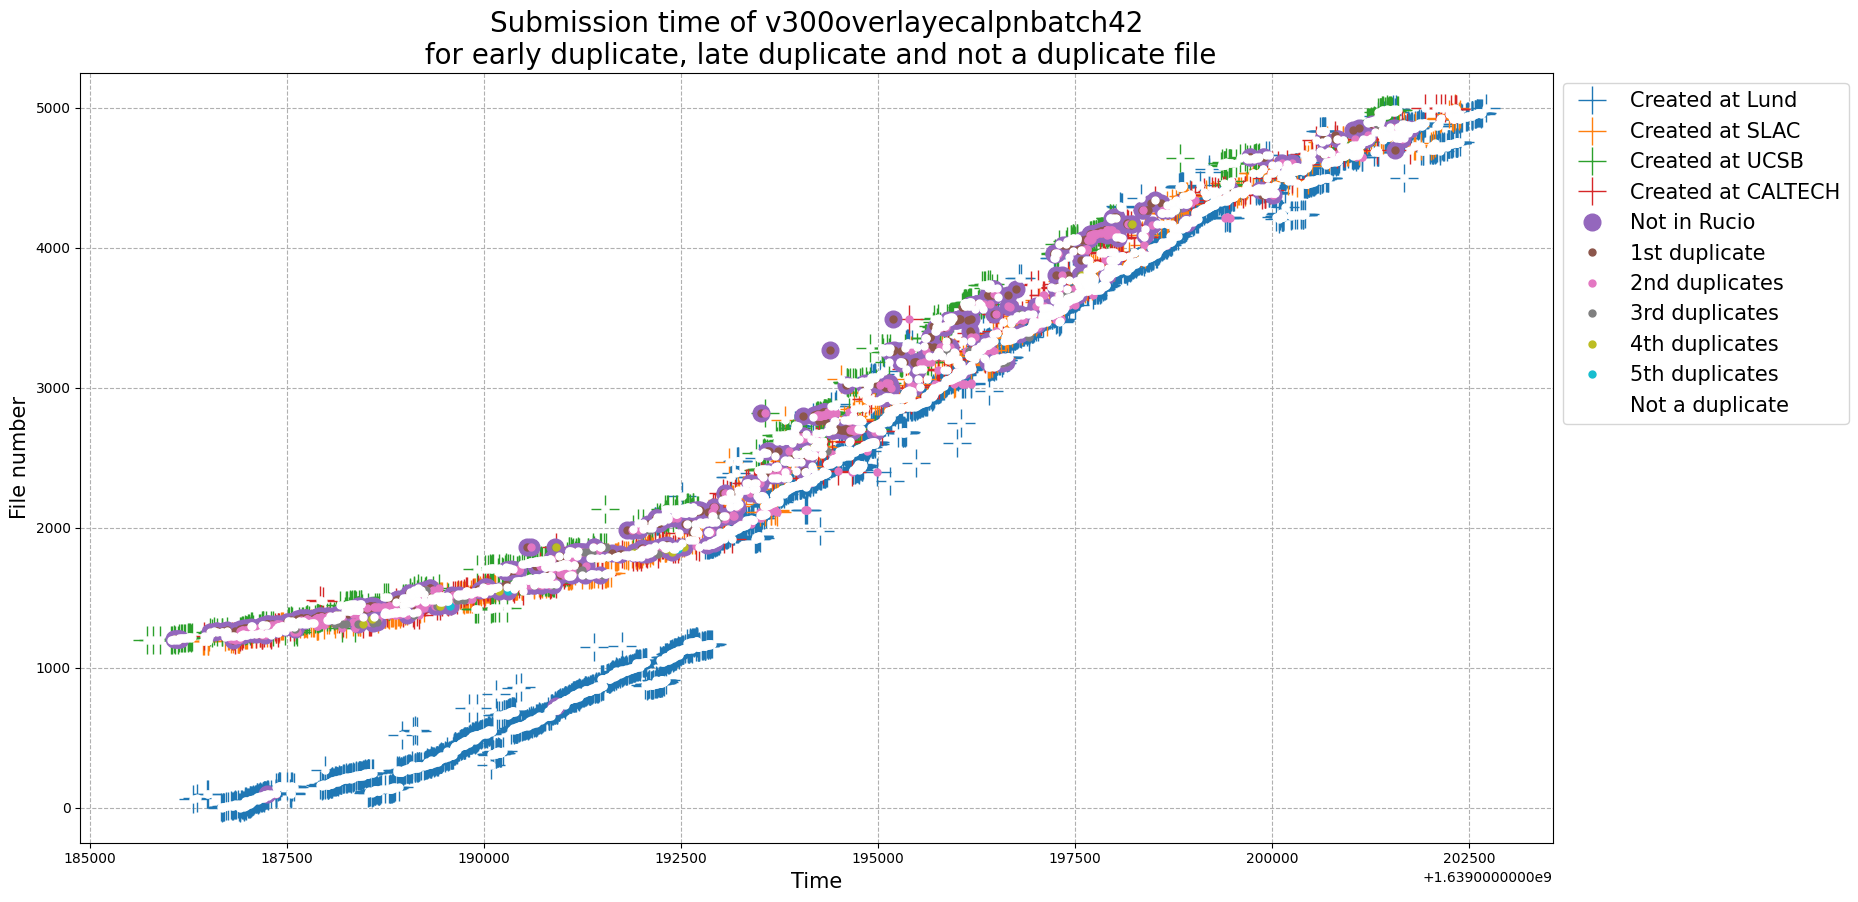 Submission time of v300overlayecalpnbatch42
for early duplicate, late duplicate and not a duplicate file
File number
5000
4000
3000
2000
1000
0
185000 187500 190000 192500 195000 197500 200000 202500
Time
+1.6390000000e9
Created at Lund
Created at SLAC
Created at UCSB
Created at CALTECH
Not in Rucio
1st duplicate
2nd duplicates
3rd duplicates
4th duplicates
5th duplicates
Not a duplicate